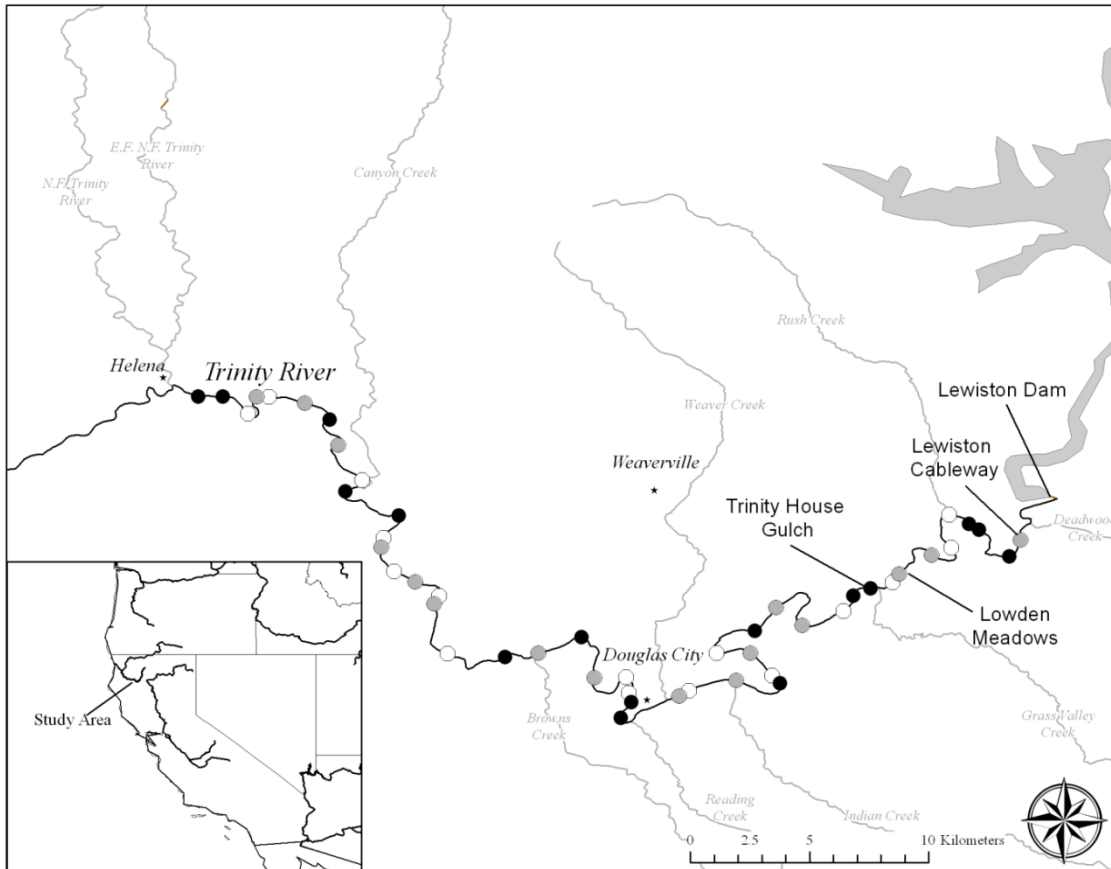 E.F. N.F. Trinity
River
N.F. Trinity
River
Canyon Creek
Rush Creek
Helena
Trinity River
Weaver Creek
Lewiston Dam
Lewiston
Cableway
Weaverville
Trinity House
Gulch
Deadwood
Creek
Lowden
Meadows
Douglas City
Study Area
Browns
Creek
Grass Valley
Creek
Reading
Creek
Indian Creek
0 2.5 5 10 Kilometers